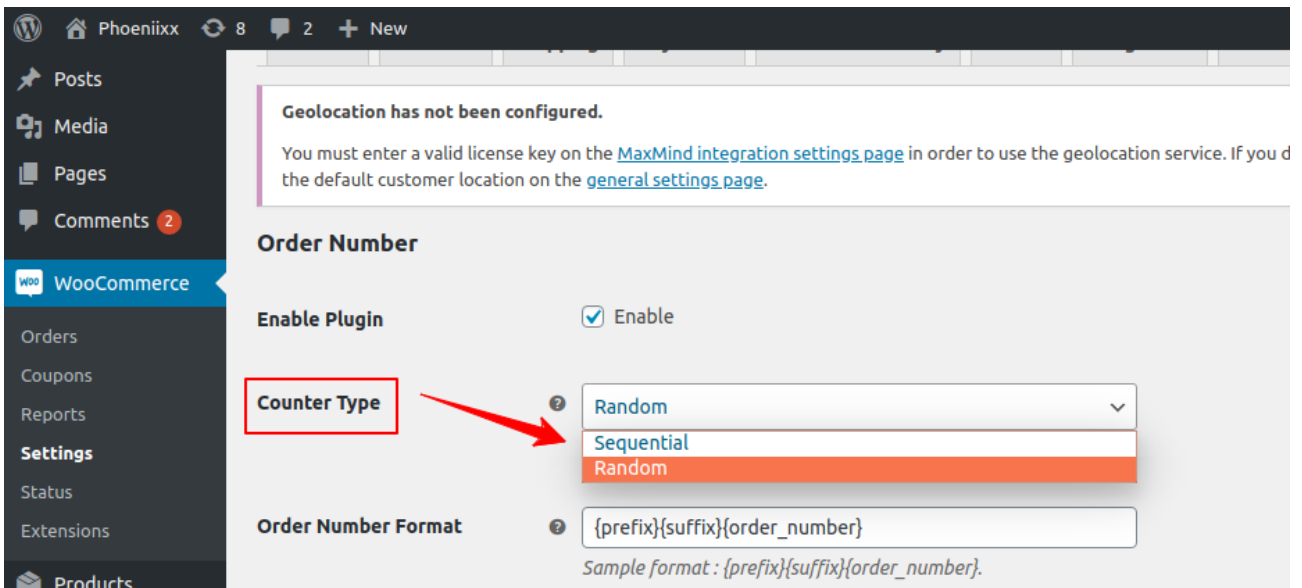 Phoeniixx 8 2 + New
Posts
Media
Pages
Comments 2
WOO WooCommerce
Orders
Coupons
Reports
Settings
Status
Extensions
Products
Geolocation has not been configured.
You must enter a valid license key on the MaxMind integration settings page in order to use the geolocation service. If you d
the default customer location on the general settings page.
Order Number
Enable Plugin
Enable
Counter Type
? Random
Sequential
Random
Order Number Format
? {prefix}{suffix}{order_number}
Sample format : {prefix}{suffix}{order_number}.